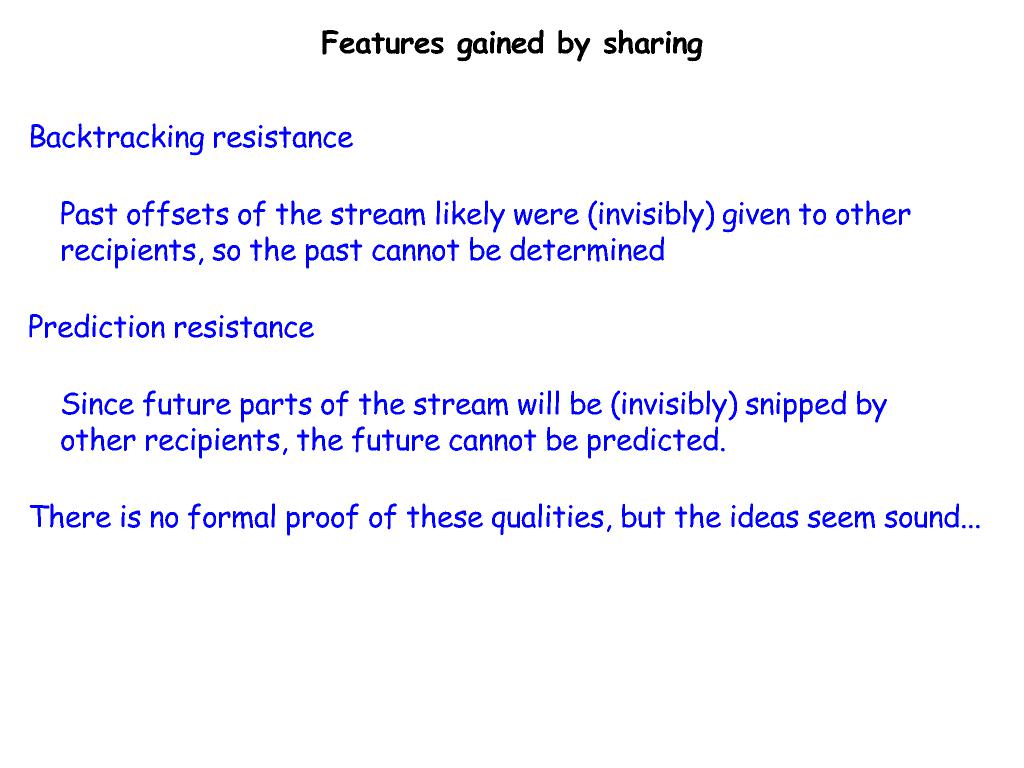 Features gained by sharing
Backtracking resistance
Past offsets of the stream likely were (invisibly) given to other
recipients, so the past cannot be determined
Prediction resistance
Since future parts of the stream will be (invisibly) snipped by
other recipients, the future cannot be predicted.
There is no formal proof of these qualities, but the ideas seem sound...